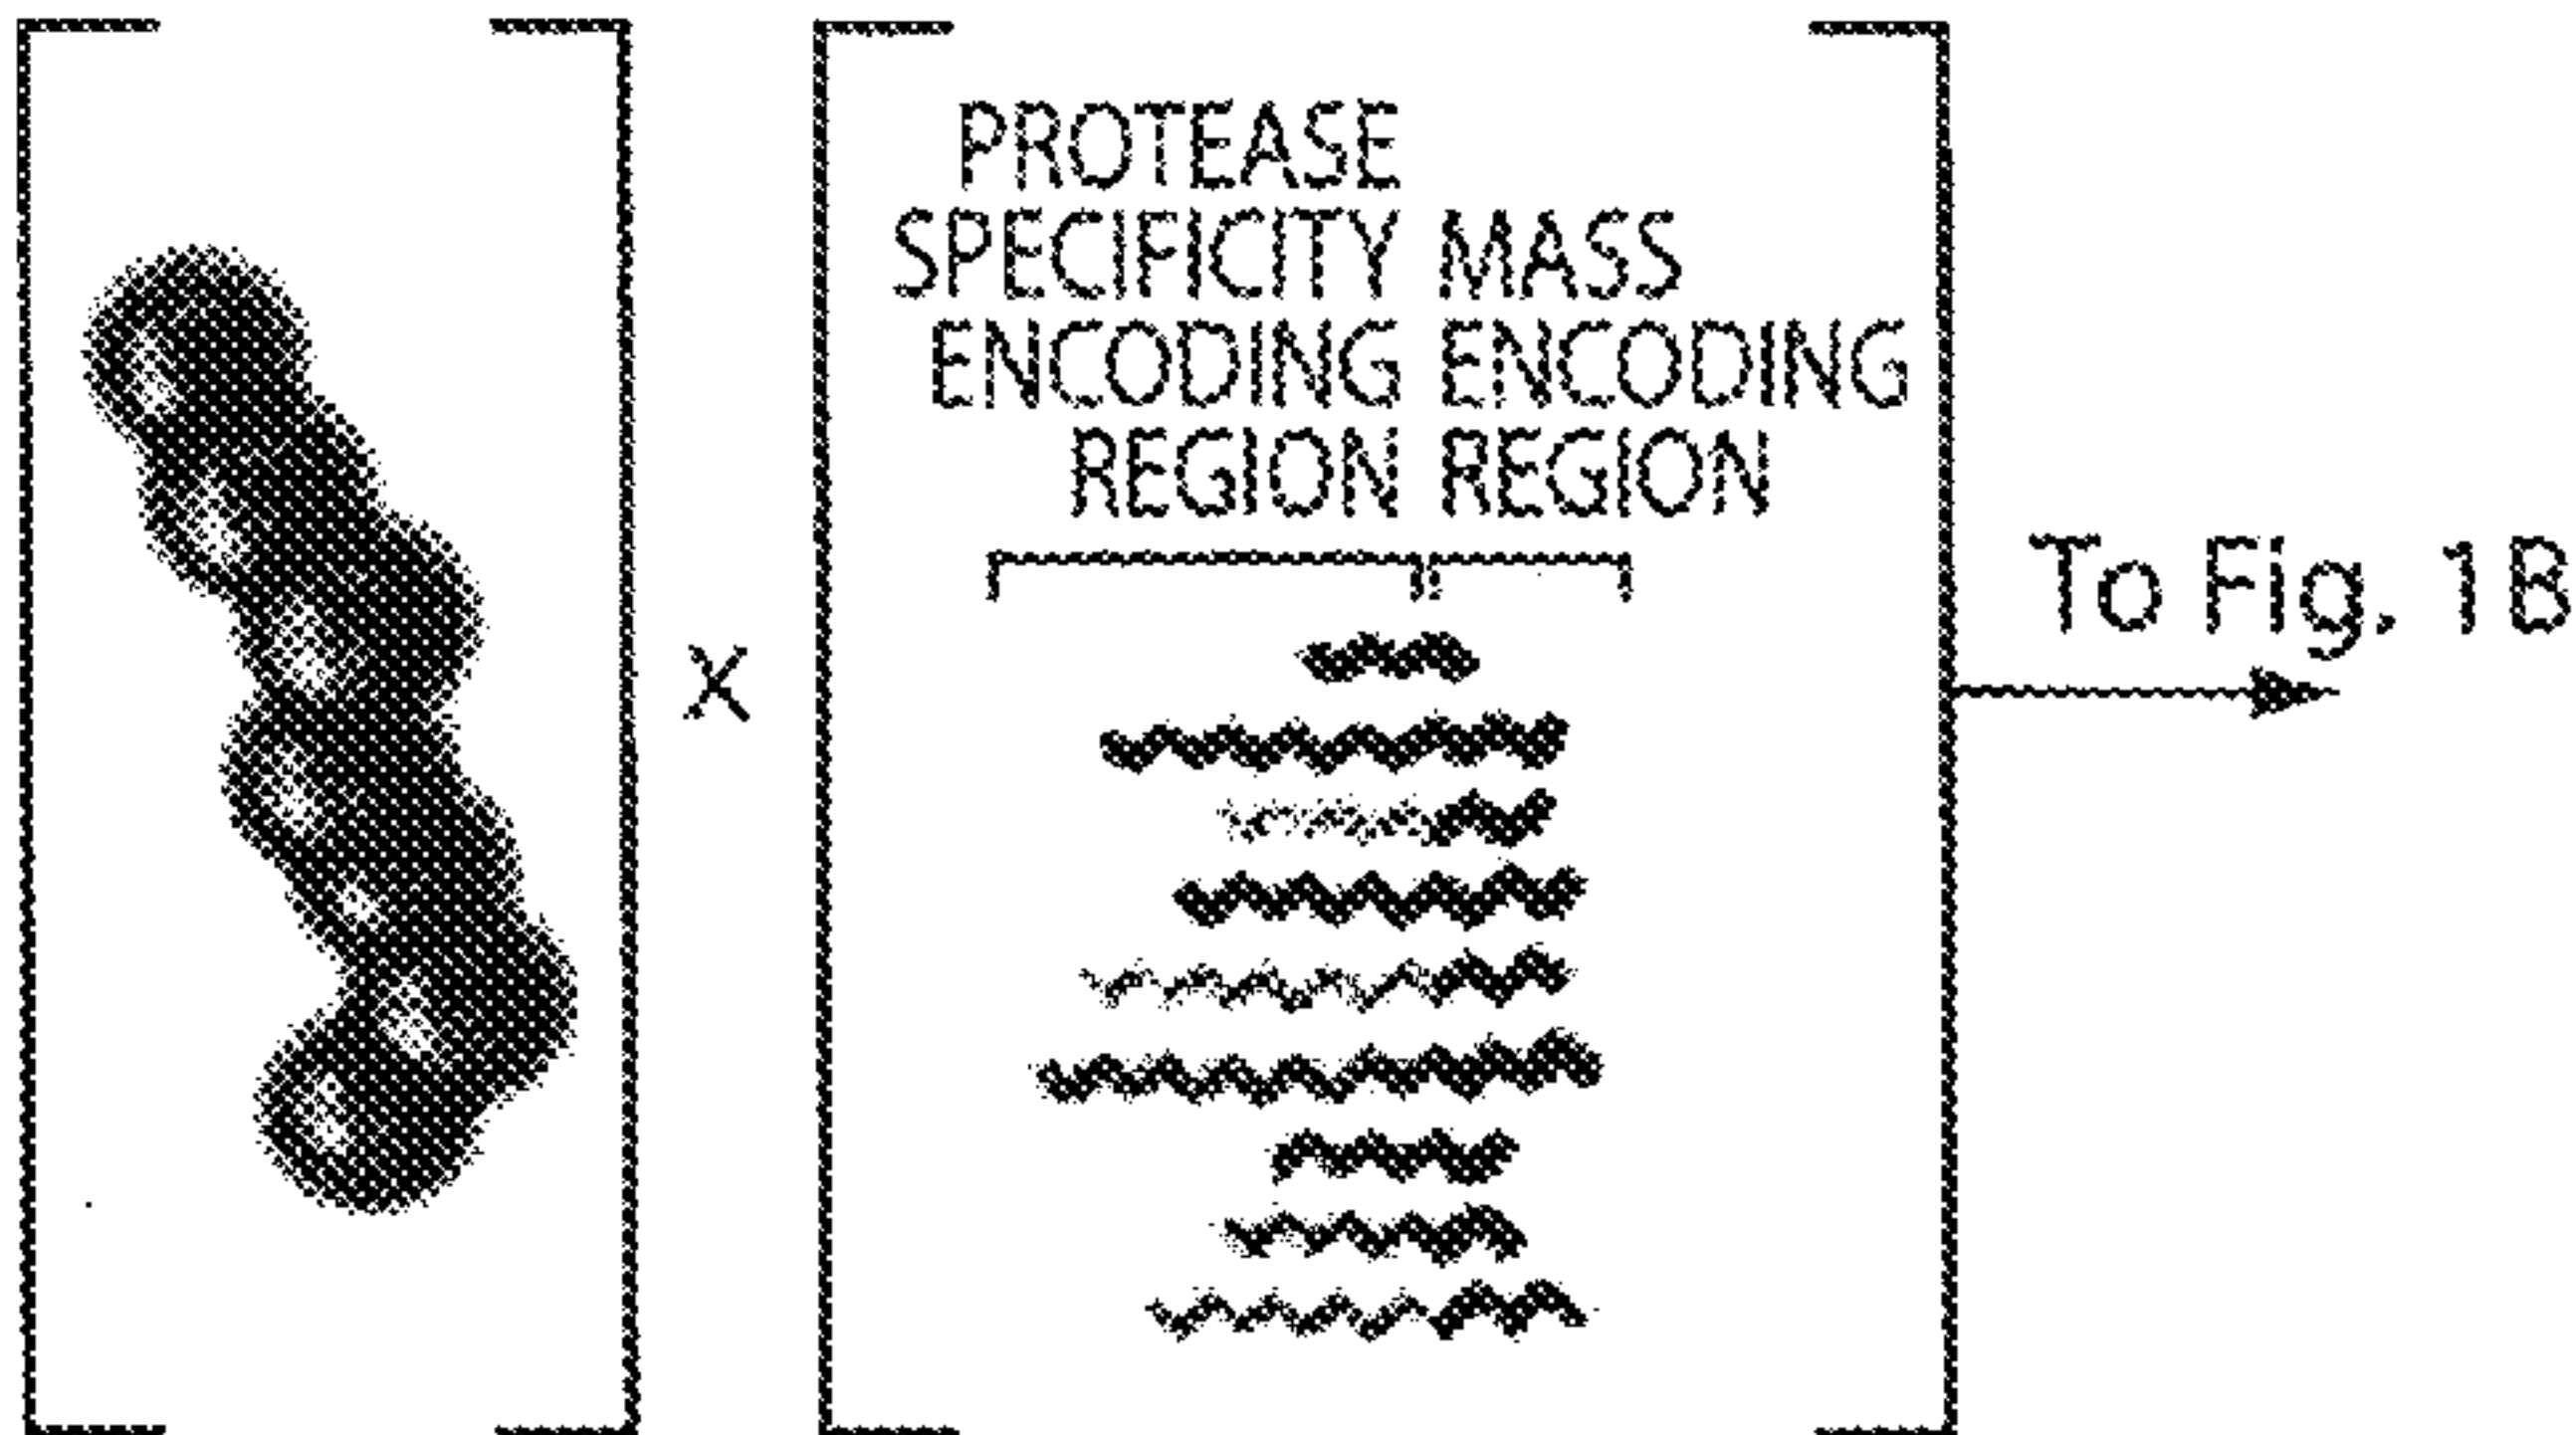 PROTEASE
SPECIFICITY MASS
ENCODING ENCODING
REGION REGION
x
To Fig. 1B